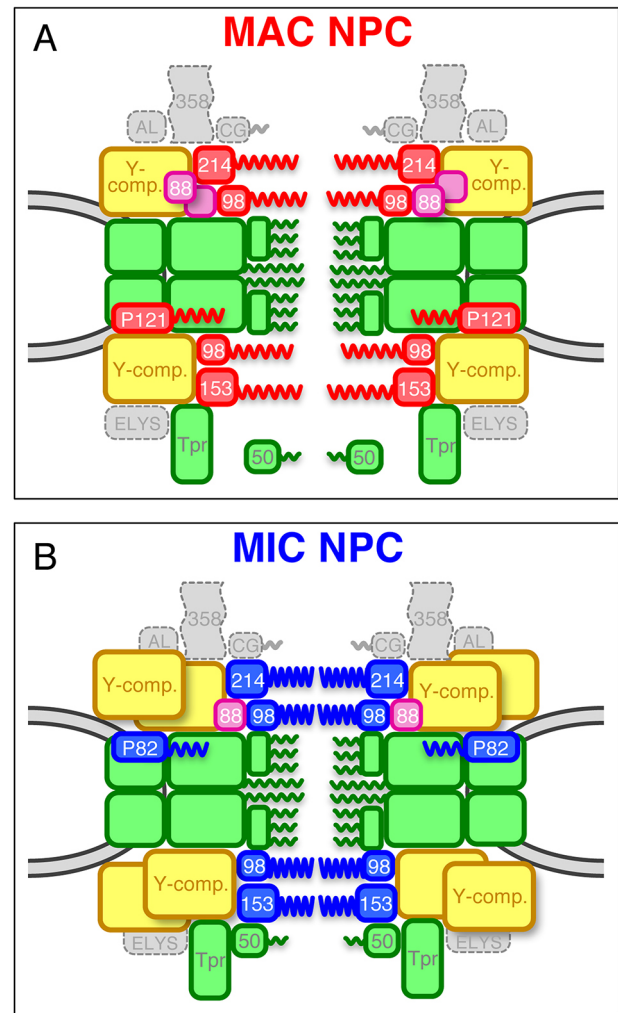 A
MAC NPC
358 358
AL CG CG AL
214 214
Y-
comp. Y-
comp.
88 98 98 88
P121 P121
98 98
Y-comp. Y-comp.
153 153
ELYS ELYS
Tpr Tpr
50 50
B
MIC NPC
358 358
AL CG CG AL
Y-comp. 214 214 Y-comp.
88 98 98 88
P82 P82
98 98
Y-comp. Y-comp.
153 153
ELYS 50 50 ELYS
Tpr Tpr